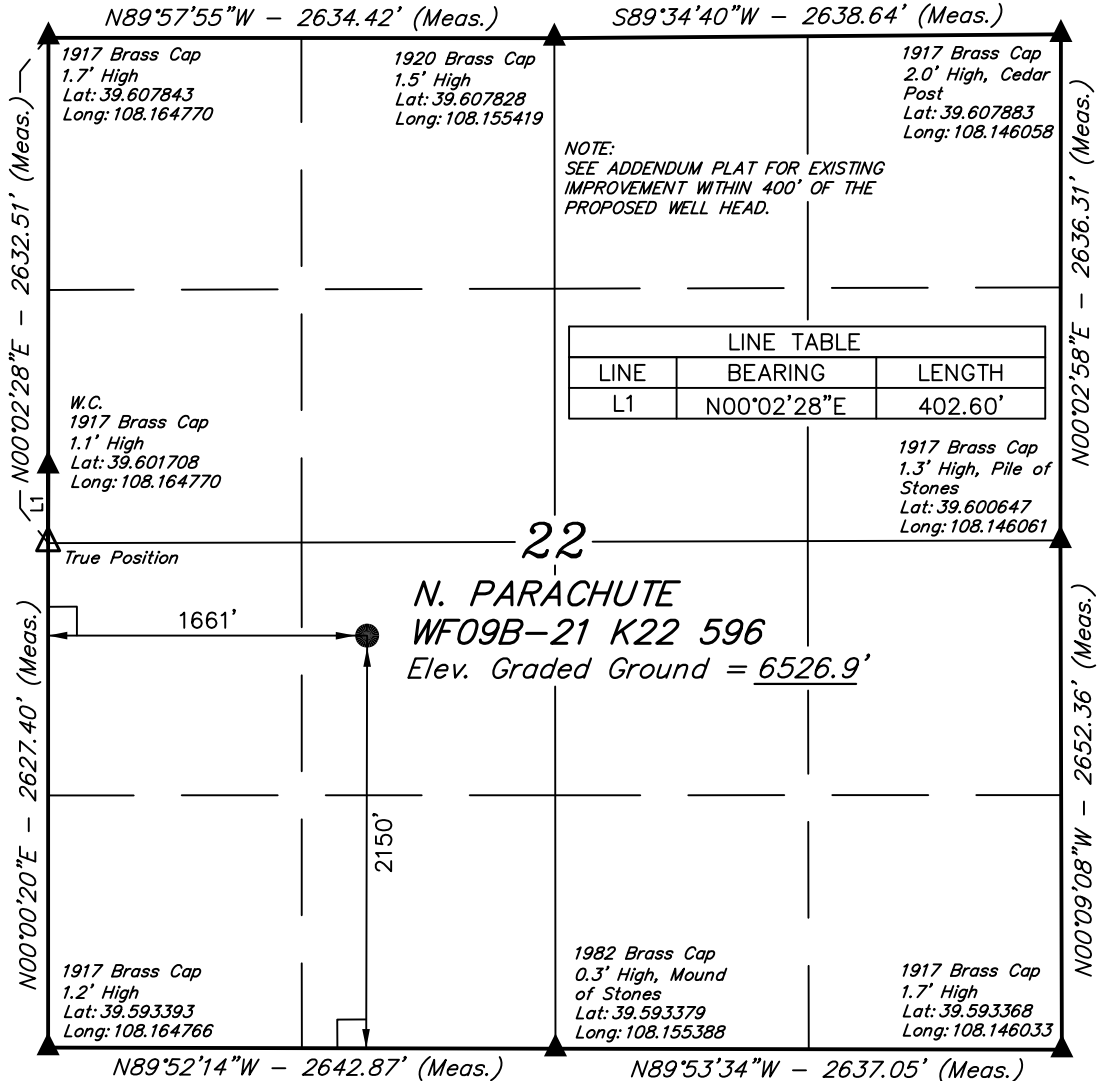 N89°57'55"W - 2634.42' (Meas.)
S89°34'40"W - 2638.64' (Meas.)
1917 Brass Cap
1.7' High
Lat: 39.607843
Long: 108.164770
1920 Brass Cap
1.5' High
Lat: 39.607828
Long: 108.155419
1917 Brass Cap
2.0' High, Cedar
Post
Lat: 39.607883
Long: 108.146058
NOTE:
SEE ADDENDUM PLAT FOR EXISTING
IMPROVEMENT WITHIN 400' OF THE
PROPOSED WELL HEAD.
N00°02'28"E - 2632.51' (Meas.)
N00°02'58"E - 2636.31' (Meas.)
LINE TABLE
LINE BEARING LENGTH
L1 N00°02'28"E 402.60'
W.C.
1917 Brass Cap
1.1' High
Lat: 39.601708
Long: 108.164770
1917 Brass Cap
1.3' High, Pile of
Stones
Lat: 39.600647
Long: 108.146061
L1
True Position
22
N. PARACHUTE
WF09B-21 K22 596
Elev. Graded Ground = 6526.9'
1661'
2150'
N00°00'20"E - 2627.40' (Meas.)
N00°09'08"W - 2652.36' (Meas.)
1917 Brass Cap
1.2' High
Lat: 39.593393
Long: 108.164766
1982 Brass Cap
0.3' High, Mound
of Stones
Lat: 39.593379
Long: 108.155388
1917 Brass Cap
1.7' High
Lat: 39.593368
Long: 108.146033
N89°52'14"W - 2642.87' (Meas.)
N89°53'34"W - 2637.05' (Meas.)